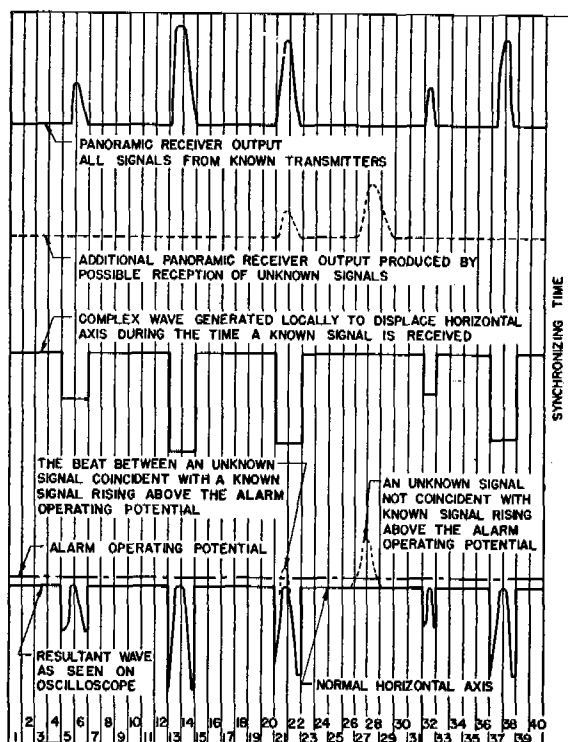 PANORAMIC RECEIVER OUTPUT
ALL SIGNALS FROM KNOWN TRANSMITTERS
ADDITIONAL PANORAMIC RECEIVER OUTPUT PRODUCED BY
POSSIBLE RECEPTION OF UNKNOWN SIGNALS
COMPLEX WAVE GENERATED LOCALLY TO DISPLACE HORIZONTAL
AXIS DURING THE TIME A KNOWN SIGNAL IS RECEIVED
SYNCHRONIZING TIME
THE BEAT BETWEEN AN UNKNOWN
SIGNAL COINCIDENT WITH A KNOWN
SIGNAL RISING ABOVE THE ALARM
OPERATING POTENTIAL
AN UNKNOWN SIGNAL
NOT COINCIDENT WITH
KNOWN SIGNAL RISING
ABOVE THE ALARM
OPERATING POTENTIAL
ALARM OPERATING POTENTIAL
RESULTANT WAVE
AS SEEN ON
OSCILLOSCOPE
NORMAL HORIZONTAL AXIS
2 4 6 8 10 12 14 16 18 20 22 24 26 28 30 32 34 36 38 40
1 3 5 7 9 11 13 15 17 19 21 23 25 27 29 31 33 35 37 39